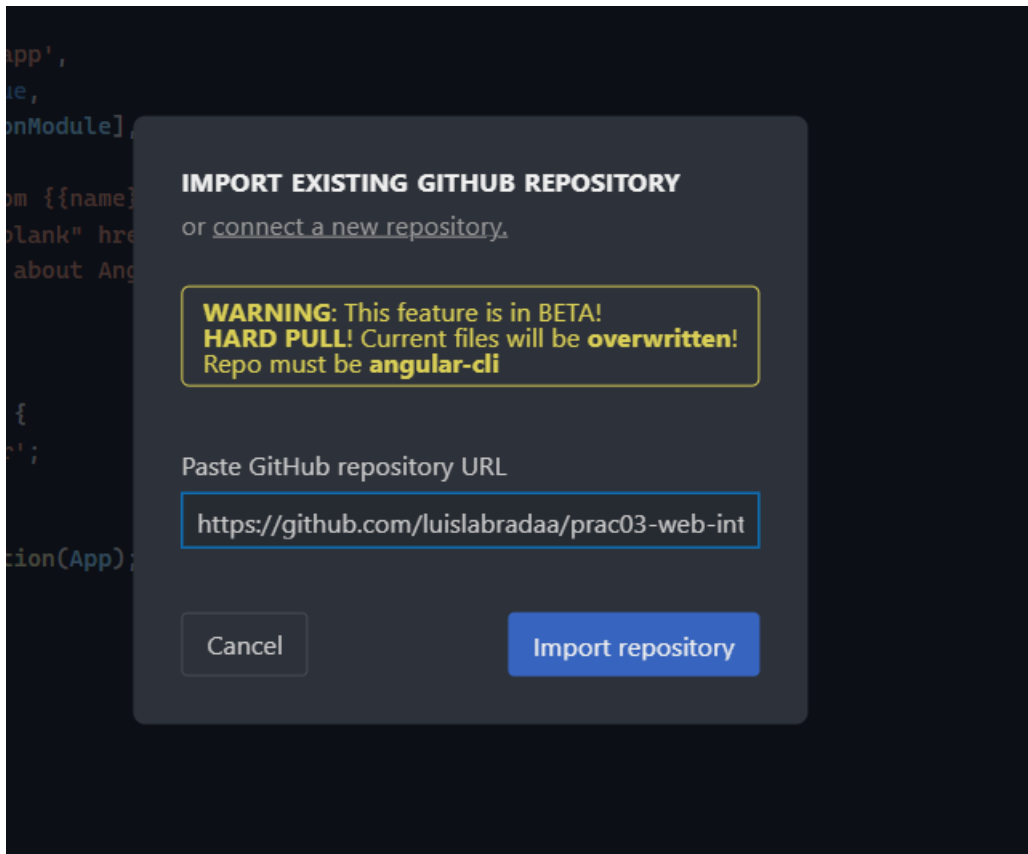 app',
ue,
onModule],
IMPORT EXISTING GITHUB REPOSITORY
om {{name}
or connect a new repository.
blank" hre
about Ang
WARNING: This feature is in BETA!
HARD PULL! Current files will be overwritten!
Repo must be angular-cli
{
';
Paste GitHub repository URL
https://github.com/luislabradaa/prac03-web-int
tion(App);
Cancel
Import repository